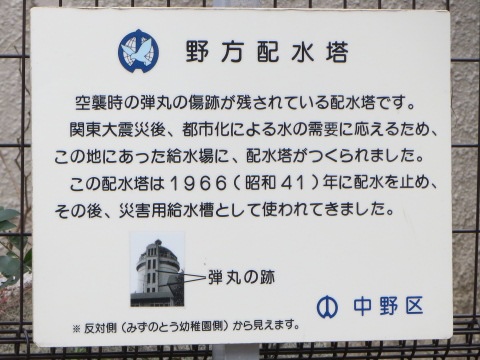 野方配水塔
空襲時の弾丸の傷跡が残されている配水塔です。
関東大震災後、都市化による水の需要に応えるため、
この地にあった給水場に、配水塔がつくられました。
この配水塔は1966(昭和41)年に配水を止め、
その後、災害用給水槽として使われてきました。
弾丸の跡
中野区
※反対側(みずのとう幼稚園側)から見えます。